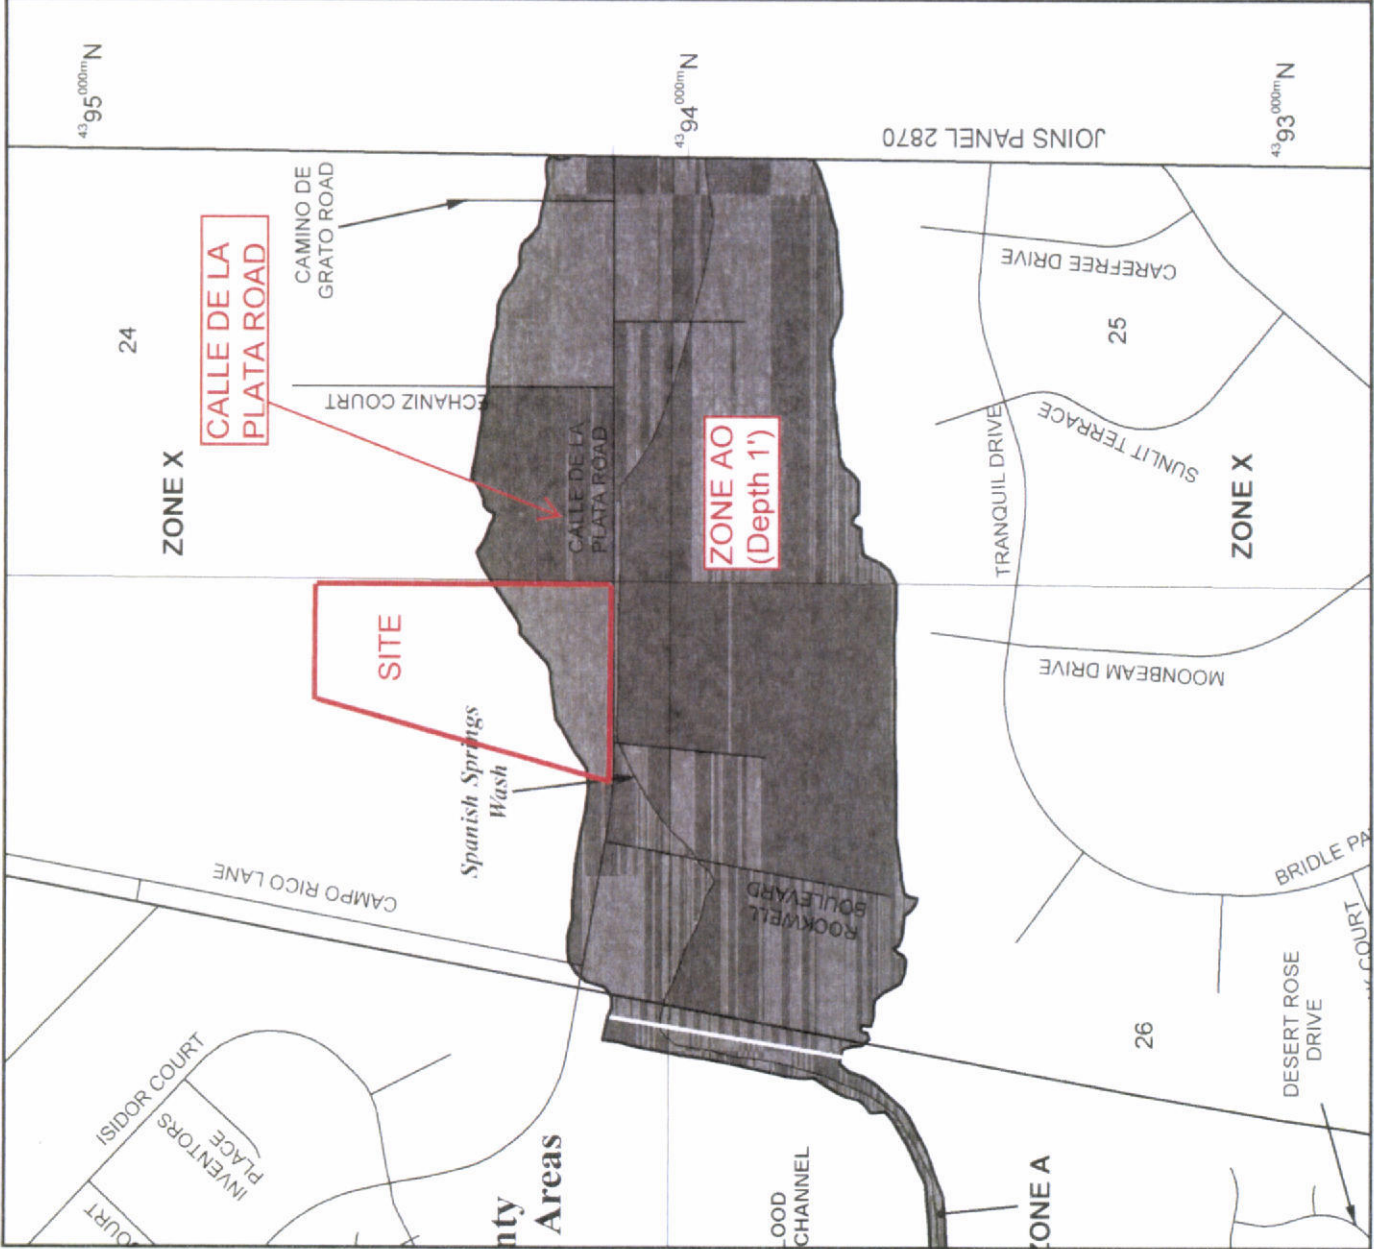 4395000mN
4394000mN
4393000mN
JOINS PANEL 2870
CAMINO DE
GRATO ROAD
CALLE DE LA
PLATA ROAD
24
ZONE X
ECHANIZ COURT
CALLE DE LA
PLATA ROAD
ZONE AO
(Depth 1')
CAREFREE DRIVE
25
SUNLIT TERRACE
TRANQUIL DRIVE
ZONE X
SITE
MOONBEAM DRIVE
Spanish Springs
Wash
CAMPO RICO LANE
ROCKWELL
BOULEVARD
BRIDLE PA
COURT
26
DESERT ROSE
DRIVE
ISIDOR COURT
INVENTORS
PLACE
OURT
nty
Areas
LOOD
CHANNEL
ZONE A